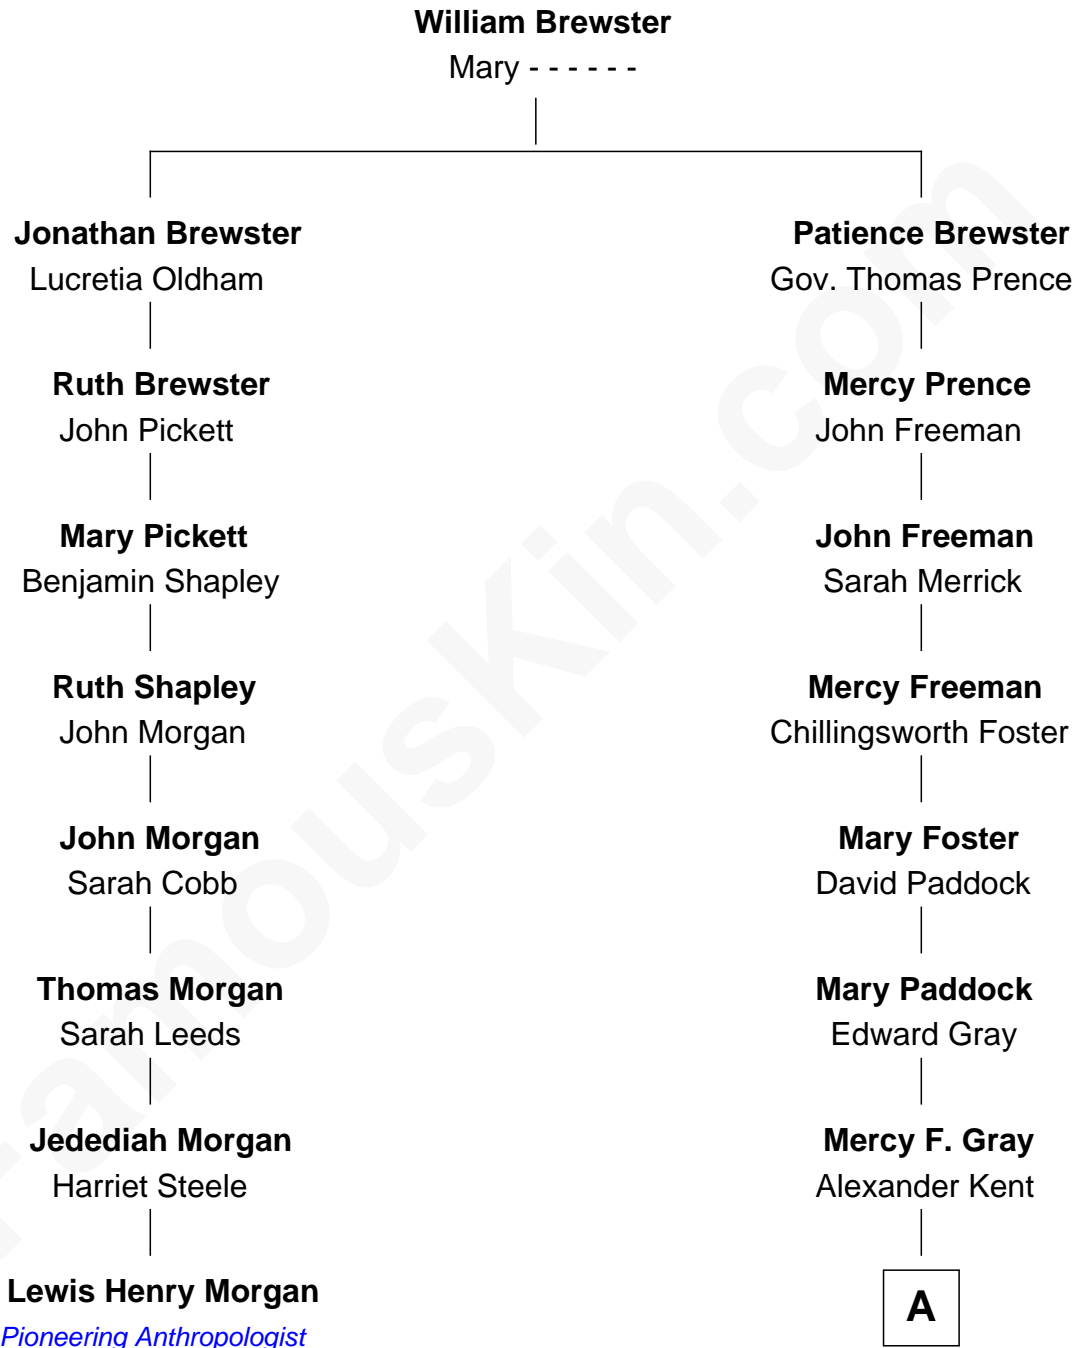 William Brewster
Mary - - - - - -
Jonathan Brewster
Lucretia Oldham
Patience Brewster
Gov. Thomas Prence
Ruth Brewster
John Pickett
Mercy Prence
John Freeman
Mary Pickett
Benjamin Shapley
John Freeman
Sarah Merrick
Ruth Shapley
John Morgan
Mercy Freeman
Chillingsworth Foster
John Morgan
Sarah Cobb
Mary Foster
David Paddock
Thomas Morgan
Sarah Leeds
Mary Paddock
Edward Gray
Jedediah Morgan
Harriet Steele
Mercy F. Gray
Alexander Kent
Lewis Henry Morgan
Pioneering Anthropologist
A
famouskin.com